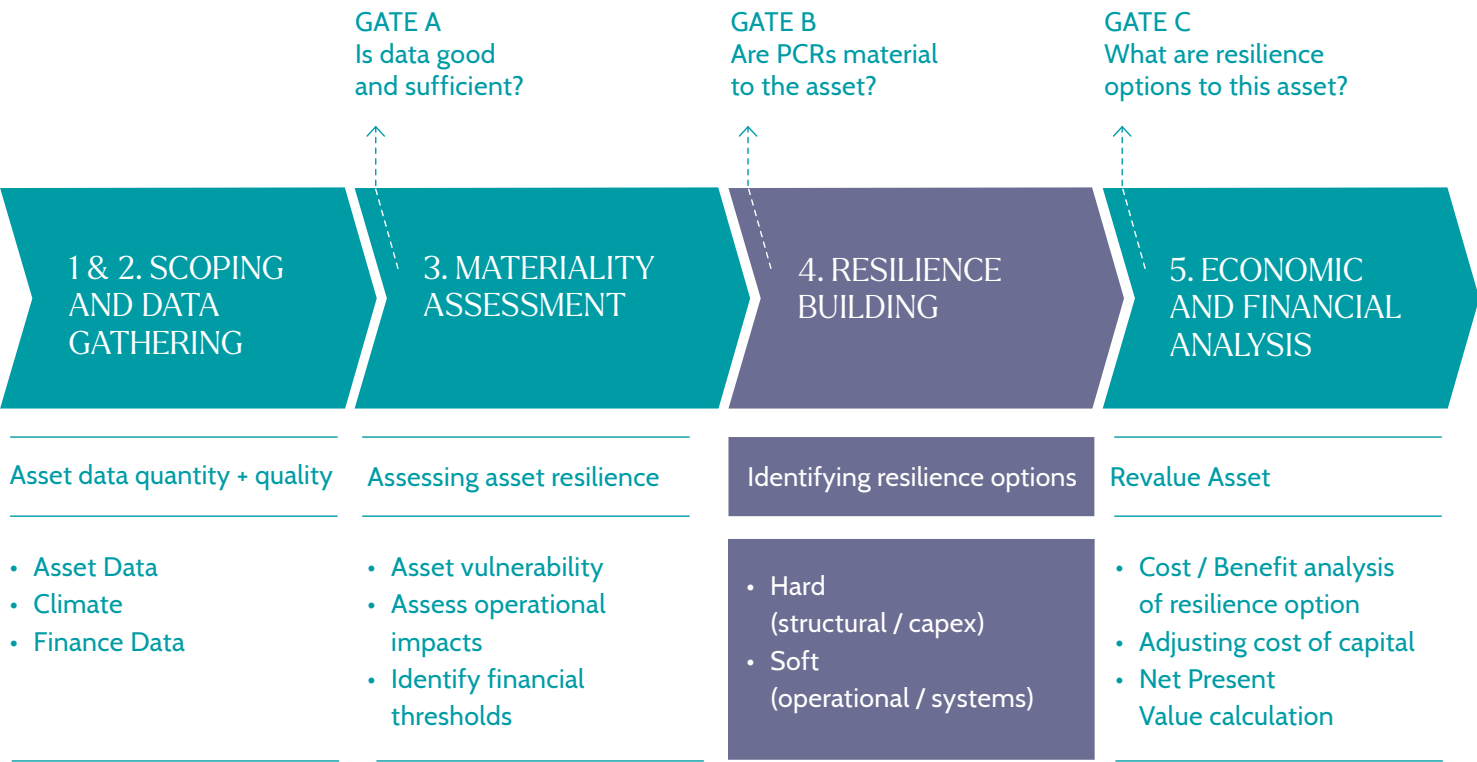 GATE A
Is data good
and sufficient?
GATE B
Are PCRs material
to the asset?
GATE C
What are resilience
options to this asset?
1 & 2. SCOPING
AND DATA
GATHERING
3. MATERIALITY
ASSESSMENT
4. RESILIENCE
BUILDING
5. ECONOMIC
AND FINANCIAL
ANALYSIS
Asset data quantity + quality
Assessing asset resilience
Identifying resilience options
Revalue Asset
• Asset Data
• Climate
• Finance Data
• Asset vulnerability
• Assess operational
impacts
• Identify financial
thresholds
• Hard
(structural / capex)
• Soft
(operational / systems)
• Cost / Benefit analysis
of resilience option
• Adjusting cost of capital
• Net Present
Value calculation